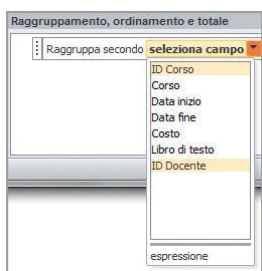 Raggruppamento, ordinamento e totale
Raggruppa secondo seleziona campo
ID Corso
Corso
Data inizio
Data fine
Costo
Libro di testo
ID Docente
espressione